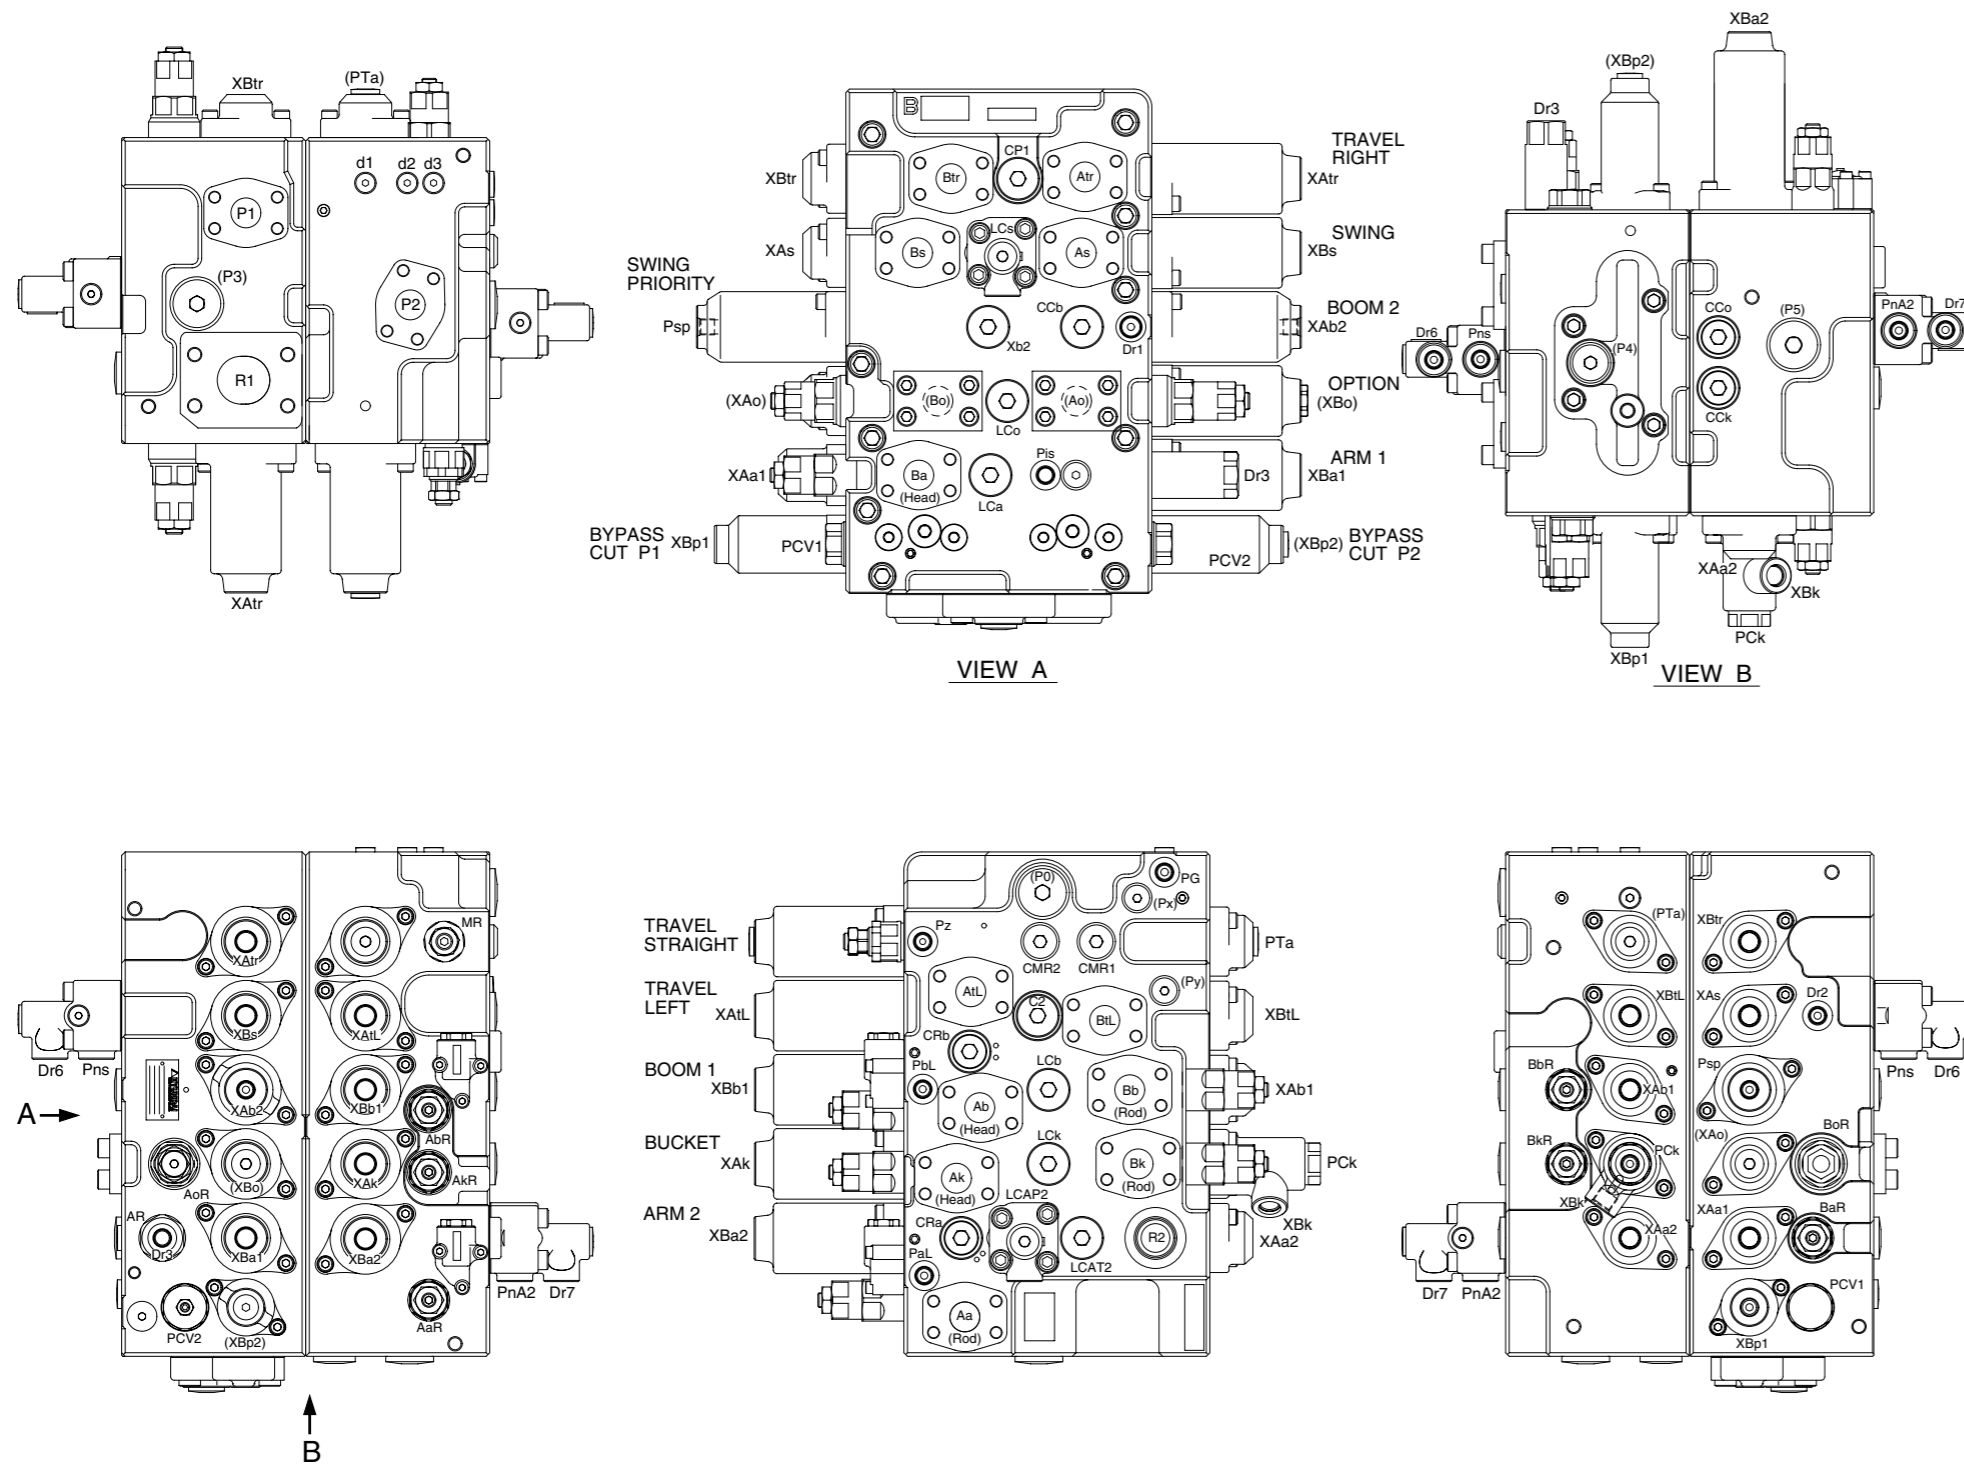 XBtr
(PTa)
d1
d2
d3
P1
(P3)
P2
R1
XAtr
B
CP1
Btr
Atr
XBtr
TRAVEL
RIGHT
XAtr
LCs
Bs
As
XAs
SWING
XBs
SWING
PRIORITY
Psp
CCb
Xb2
Dr1
BOOM 2
XAb2
(XAo)
(Bo)
LCo
(Ao)
OPTION
(XBo)
XAa1
Ba
(Head)
LCa
Pis
Dr3
ARM 1
XBa1
BYPASS
CUT P1
XBp1
PCV1
PCV2
(XBp2)
BYPASS
CUT P2
VIEW A
XBa2
(XBp2)
Dr3
CCo
(P5)
PnA2
Dr7
Dr6
Pns
(P4)
CCk
XAa2
XBk
PCk
XBp1
VIEW B
XAtr
MR
XBs
XAtL
Dr6
Pns
A
XAb2
XBb1
AbR
AoR
(XBo)
XAk
AkR
AR
Dr3
XBa1
XBa2
PnA2
Dr7
PCV2
(XBp2)
AaR
B
(P0)
PG
(Px)
TRAVEL
STRAIGHT
Pz
CMR2
CMR1
PTa
TRAVEL
LEFT
XAtL
AtL
C2
BtL
(Py)
XBtL
CRb
BOOM 1
XBb1
PbL
LCb
Ab
(Head)
Bb
(Rod)
XAb1
BUCKET
XAk
LCk
Ak
(Head)
Bk
(Rod)
PCk
XBk
ARM 2
XBa2
LCAP2
CRa
PaL
LCAT2
R2
XAa2
Aa
(Rod)
(PTa)
XBtr
XBtL
XAs
Dr2
BbR
XAb1
Psp
Pns
Dr6
BkR
PCk
(XAo)
BoR
XBk
XAa2
XAa1
BaR
Dr7
PnA2
PCV1
XBp1